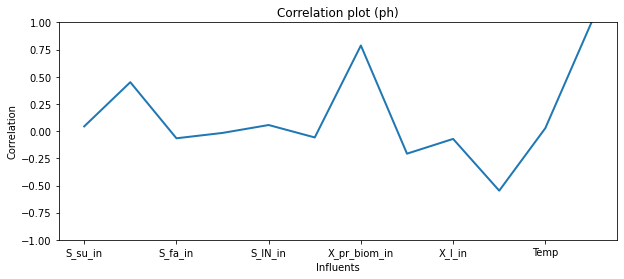 Correlation plot (ph)
1.00
0.75
0.50
0.25
0.00
−0.25
−0.50
−0.75
−1.00
Correlation
S_su_in S_fa_in S_IN_in X_pr_biom_in X_I_in Temp
Influents